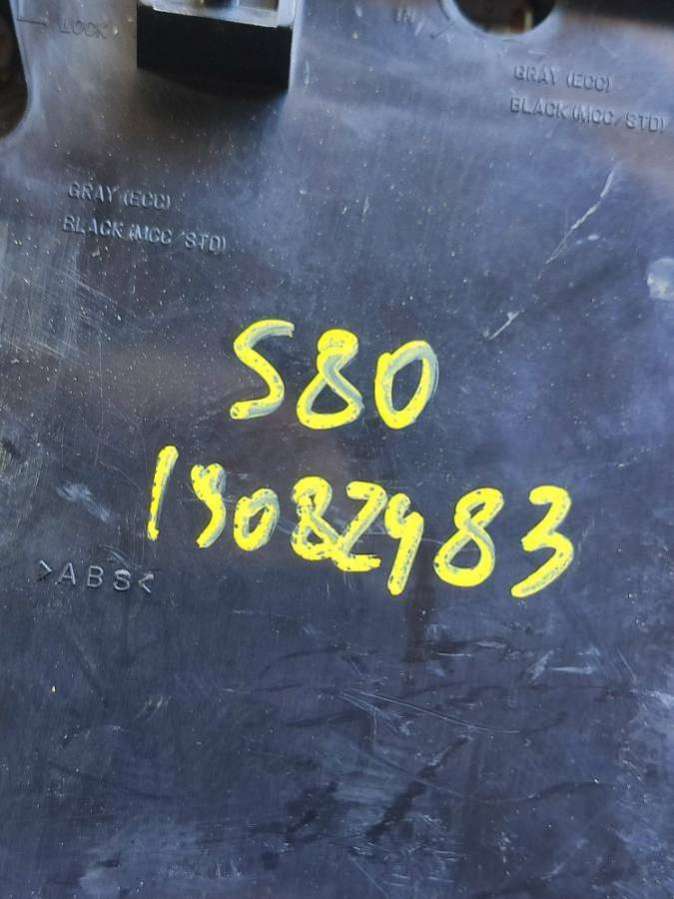 LOCK
GRAY (ECC)
BLACK (MCC/STD)
GRAY (ECC)
BLACK (MCC/STD)
S80
19082483
>ABS<